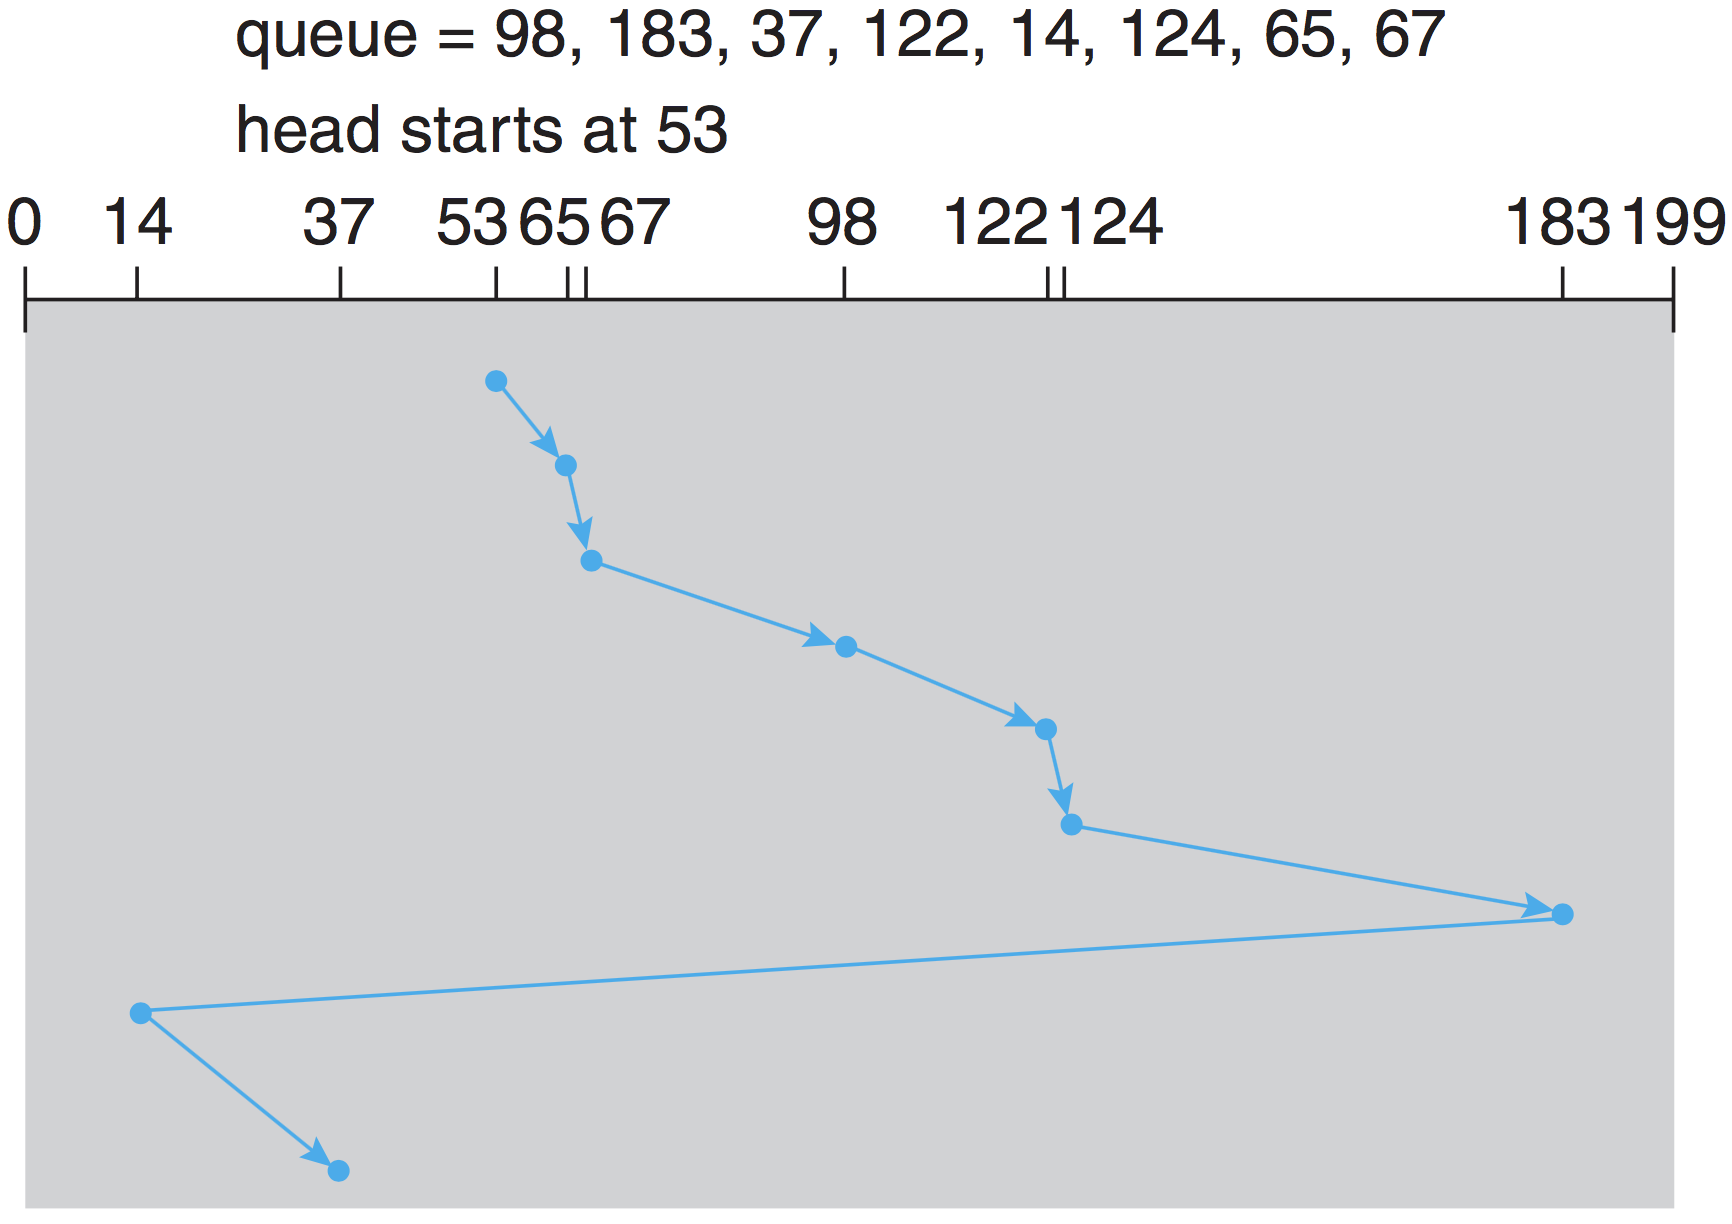 queue = 98, 183, 37, 122, 14, 124, 65, 67
head starts at 53
0 14 37 53 65 67 98 122 124 183 199